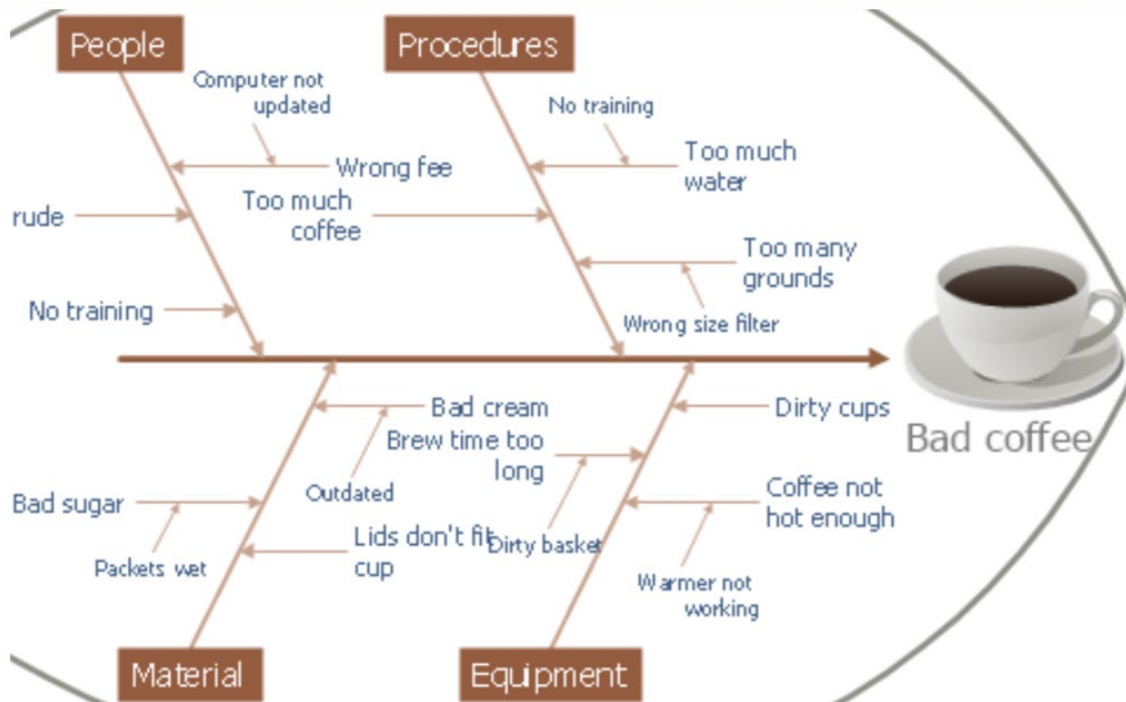 People
Procedures
Computer not
updated
No training
Wrong fee
Too much
water
Too much
coffee
rude
Too many
grounds
No training
Wrong size filter
Bad cream
Dirty cups
Bad coffee
Brew time too
long
Bad sugar
Outdated
Coffee not
hot enough
Lids don't fit
cup
Dirty basket
Packets wet
Warmer not
working
Material
Equipment